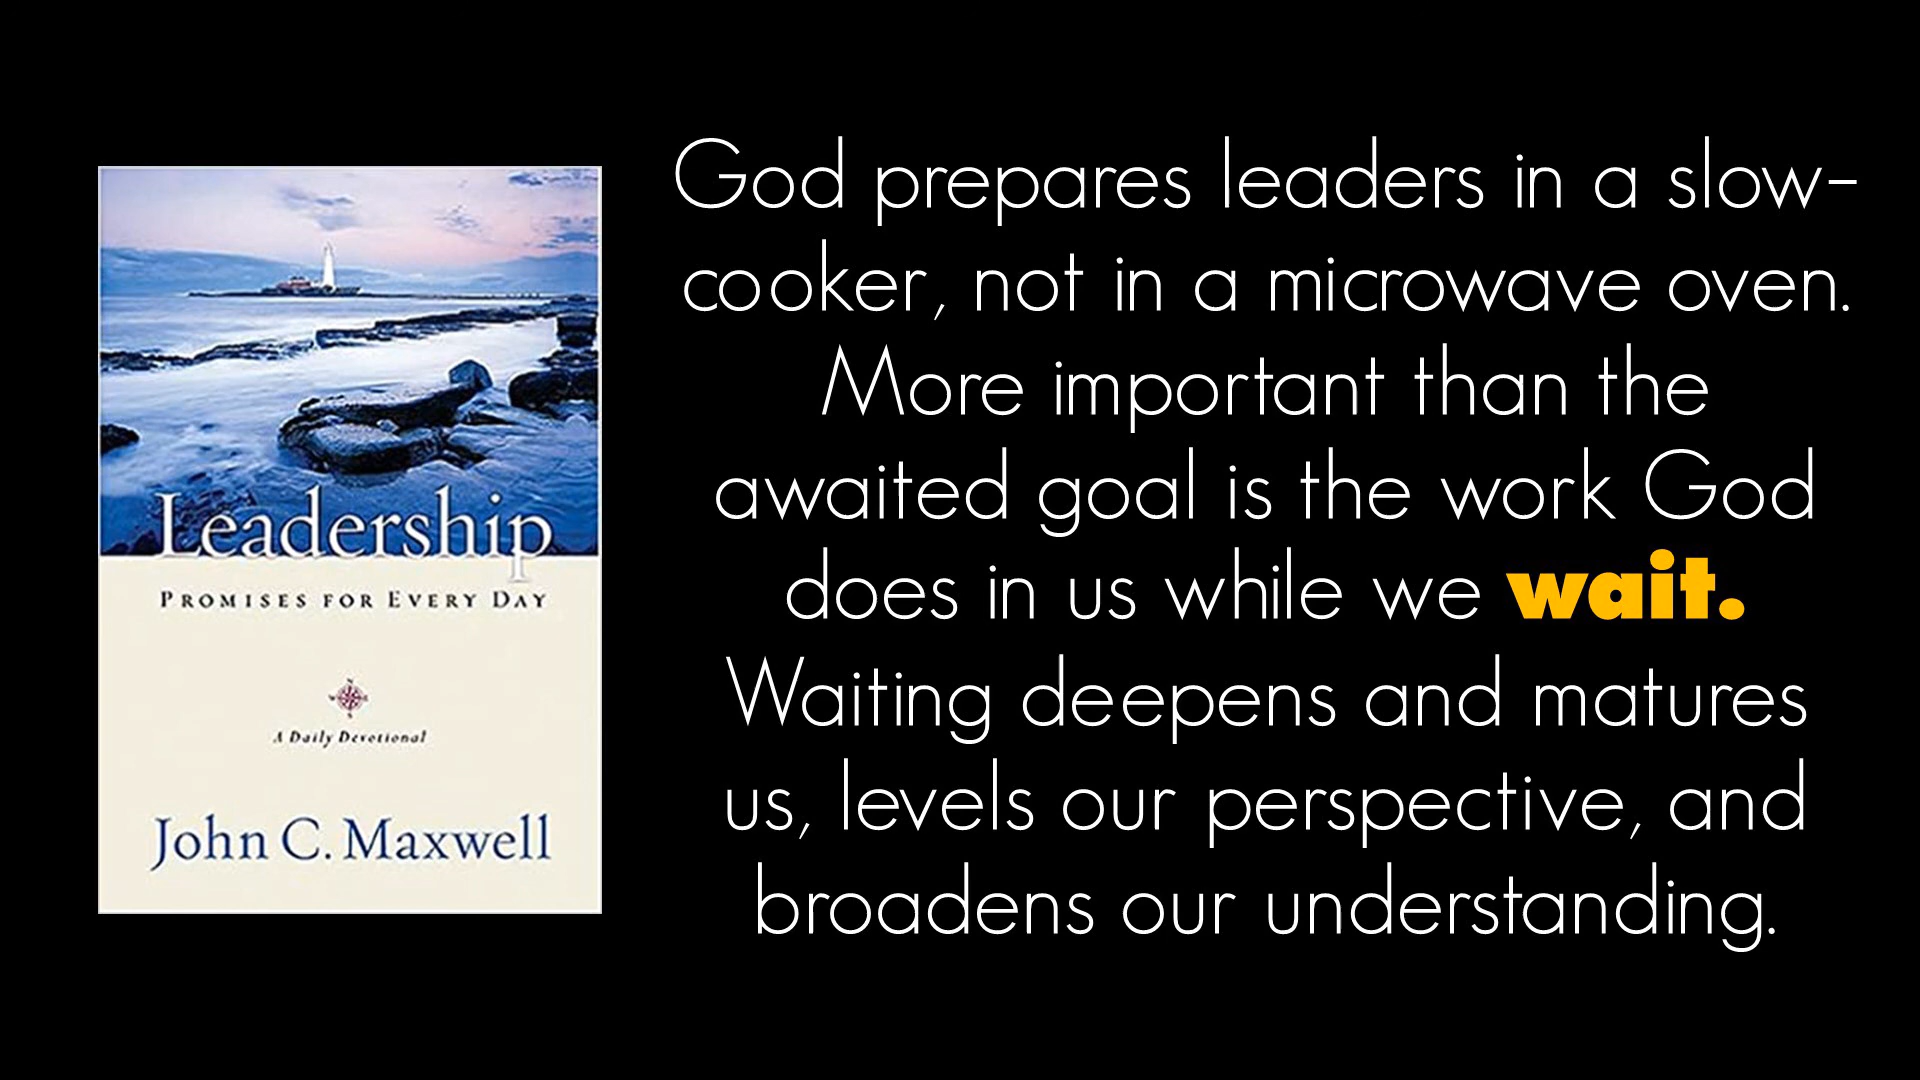 Leadership
PROMISES FOR EVERY DAY
A Daily Devotional
John C. Maxwell
God prepares leaders in a slow-
cooker, not in a microwave oven.
More important than the
awaited goal is the work God
does in us while we wait.
Waiting deepens and matures
us, levels our perspective, and
broadens our understanding.